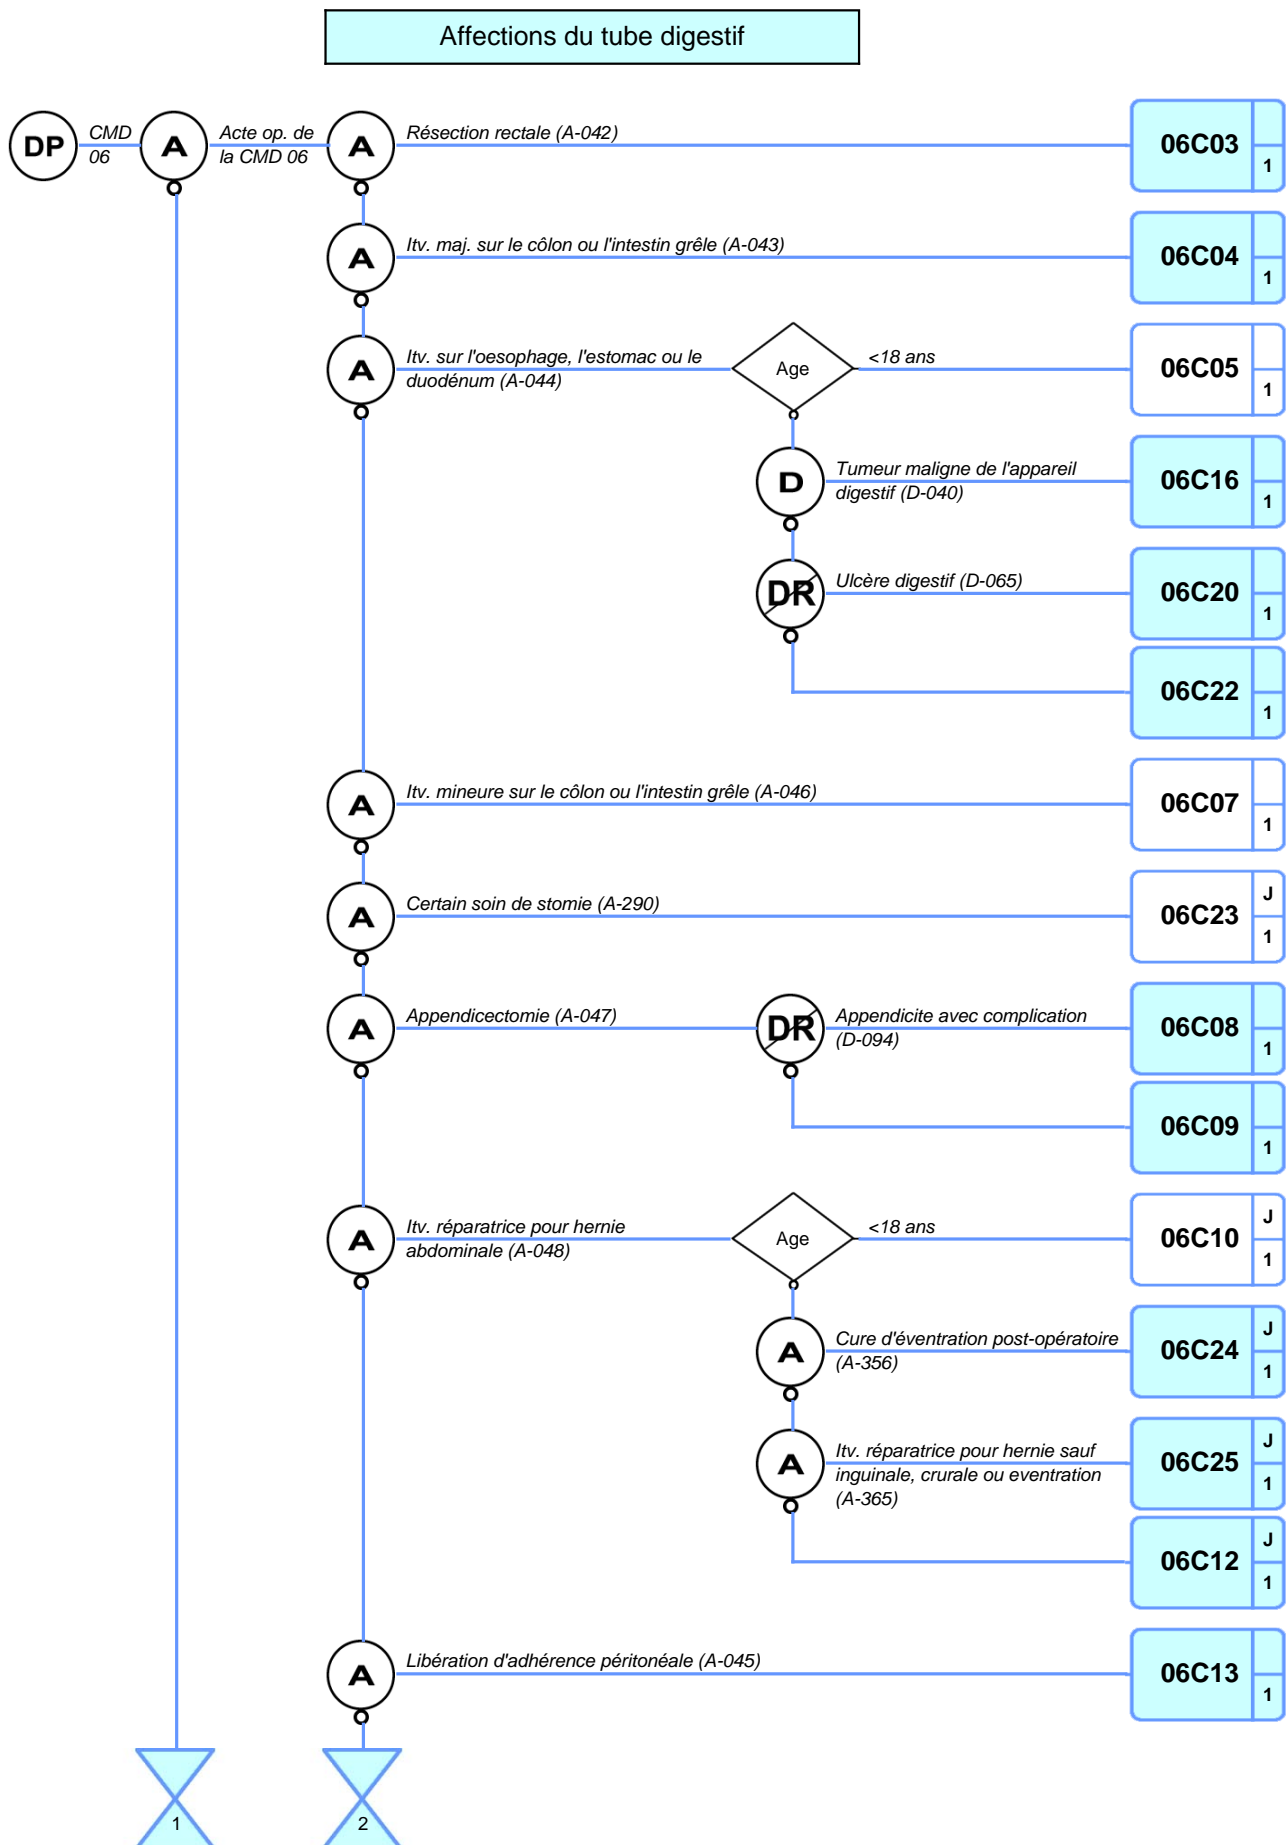 Affections du tube digestif
DP
CMD
06
A
Acte op. de
la CMD 06
A
Résection rectale (A-042)
06C03
1
A
Itv. maj. sur le côlon ou l'intestin grêle (A-043)
06C04
1
A
Itv. sur l'oesophage, l'estomac ou le
duodénum (A-044)
Age
<18 ans
06C05
1
D
Tumeur maligne de l'appareil
digestif (D-040)
06C16
1
DR
Ulcère digestif (D-065)
06C20
1
06C22
1
A
Itv. mineure sur le côlon ou l'intestin grêle (A-046)
06C07
1
A
Certain soin de stomie (A-290)
06C23
J
1
A
Appendicectomie (A-047)
DR
Appendicite avec complication
(D-094)
06C08
1
06C09
1
A
Itv. réparatrice pour hernie
abdominale (A-048)
Age
<18 ans
06C10
J
1
A
Cure d'éventration post-opératoire
(A-356)
06C24
J
1
A
Itv. réparatrice pour hernie sauf
inguinale, crurale ou eventration
(A-365)
06C25
J
1
06C12
J
1
A
Libération d'adhérence péritonéale (A-045)
06C13
1
1
2